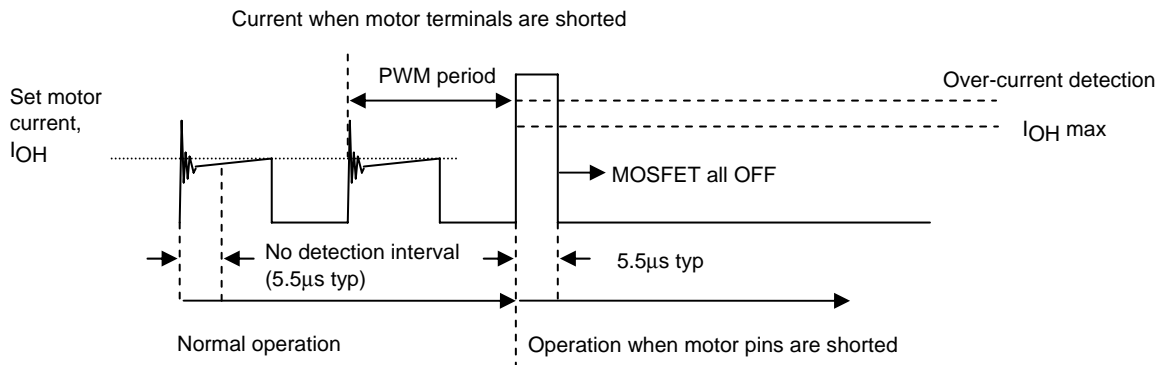 Current when motor terminals are shorted
PWM period
Over-current detection
Set motor
current,
IOH
IOH max
MOSFET all OFF
No detection interval
(5.5μs typ)
5.5μs typ
Normal operation
Operation when motor pins are shorted